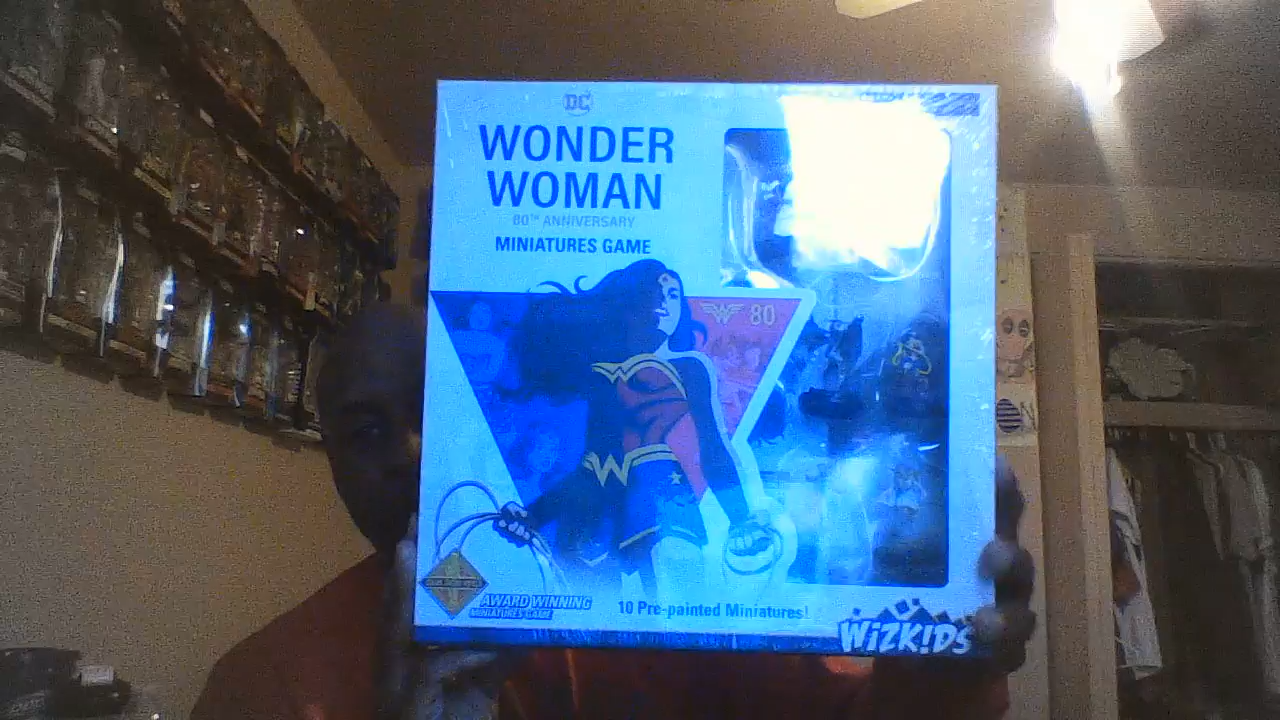 DC
WONDER
WOMAN
80TH ANNIVERSARY
MINIATURES GAME
80
AWARD WINNING
MINIATURES GAME
10 Pre-painted Miniatures!
WIZKIDS